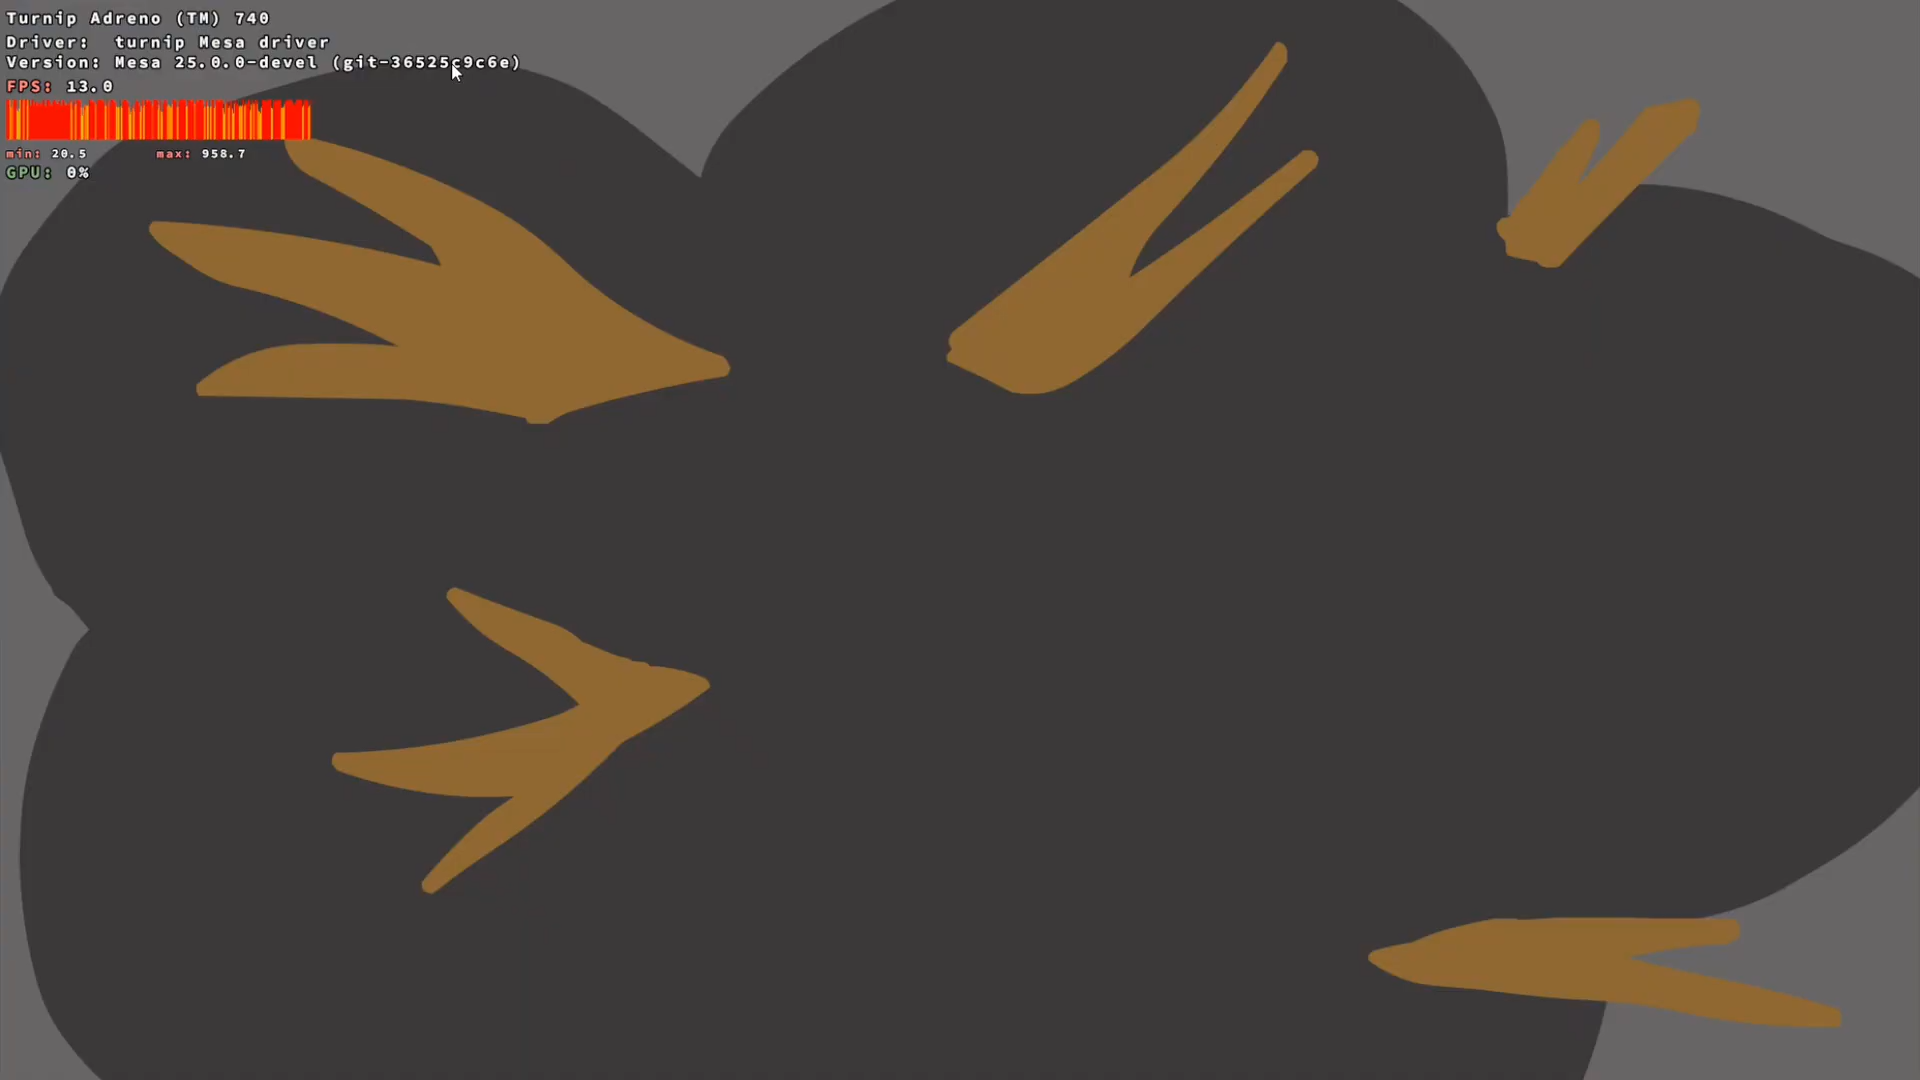 Turnip Adreno (TM) 740
Driver:  turnip Mesa driver
Version: Mesa 25.0.0-devel (git-36525c9c6e)
FPS: 13.0
min: 20.5 max: 958.7
GPU: 0%